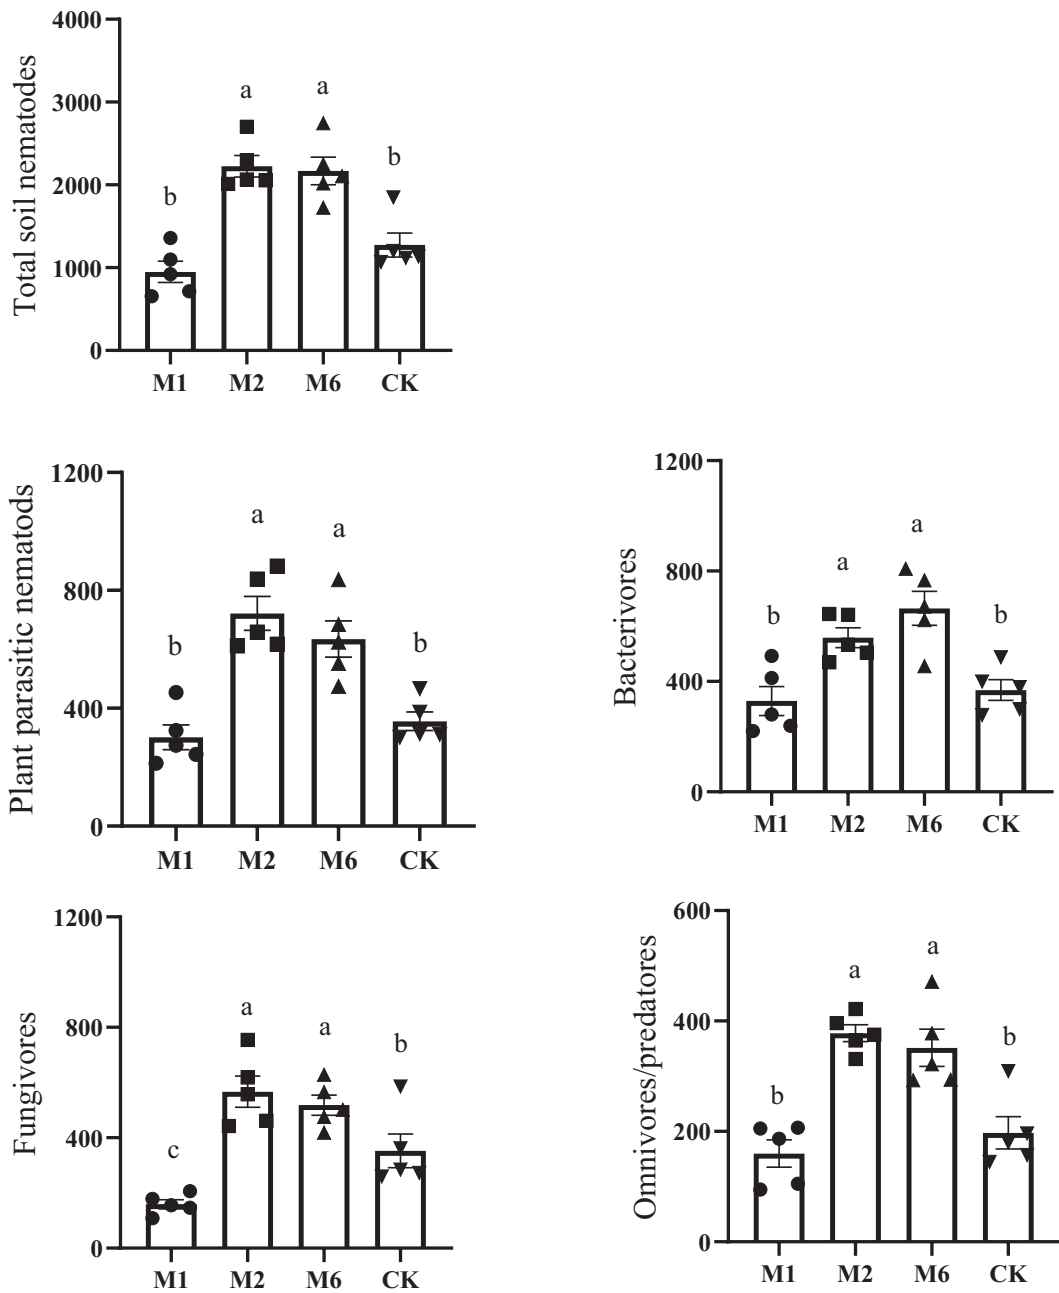 4000
3000
2000
1000
0
Total soil nematodes
b
a
a
b
M1 M2 M6 CK
1200
800
400
0
Plant parasitic nematods
b
a
a
b
M1 M2 M6 CK
1200
800
400
0
Bacterivores
b
a
a
b
M1 M2 M6 CK
1200
800
400
0
Fungivores
c
a
a
b
M1 M2 M6 CK
600
400
200
0
Omnivores/predatores
b
a
a
b
M1 M2 M6 CK